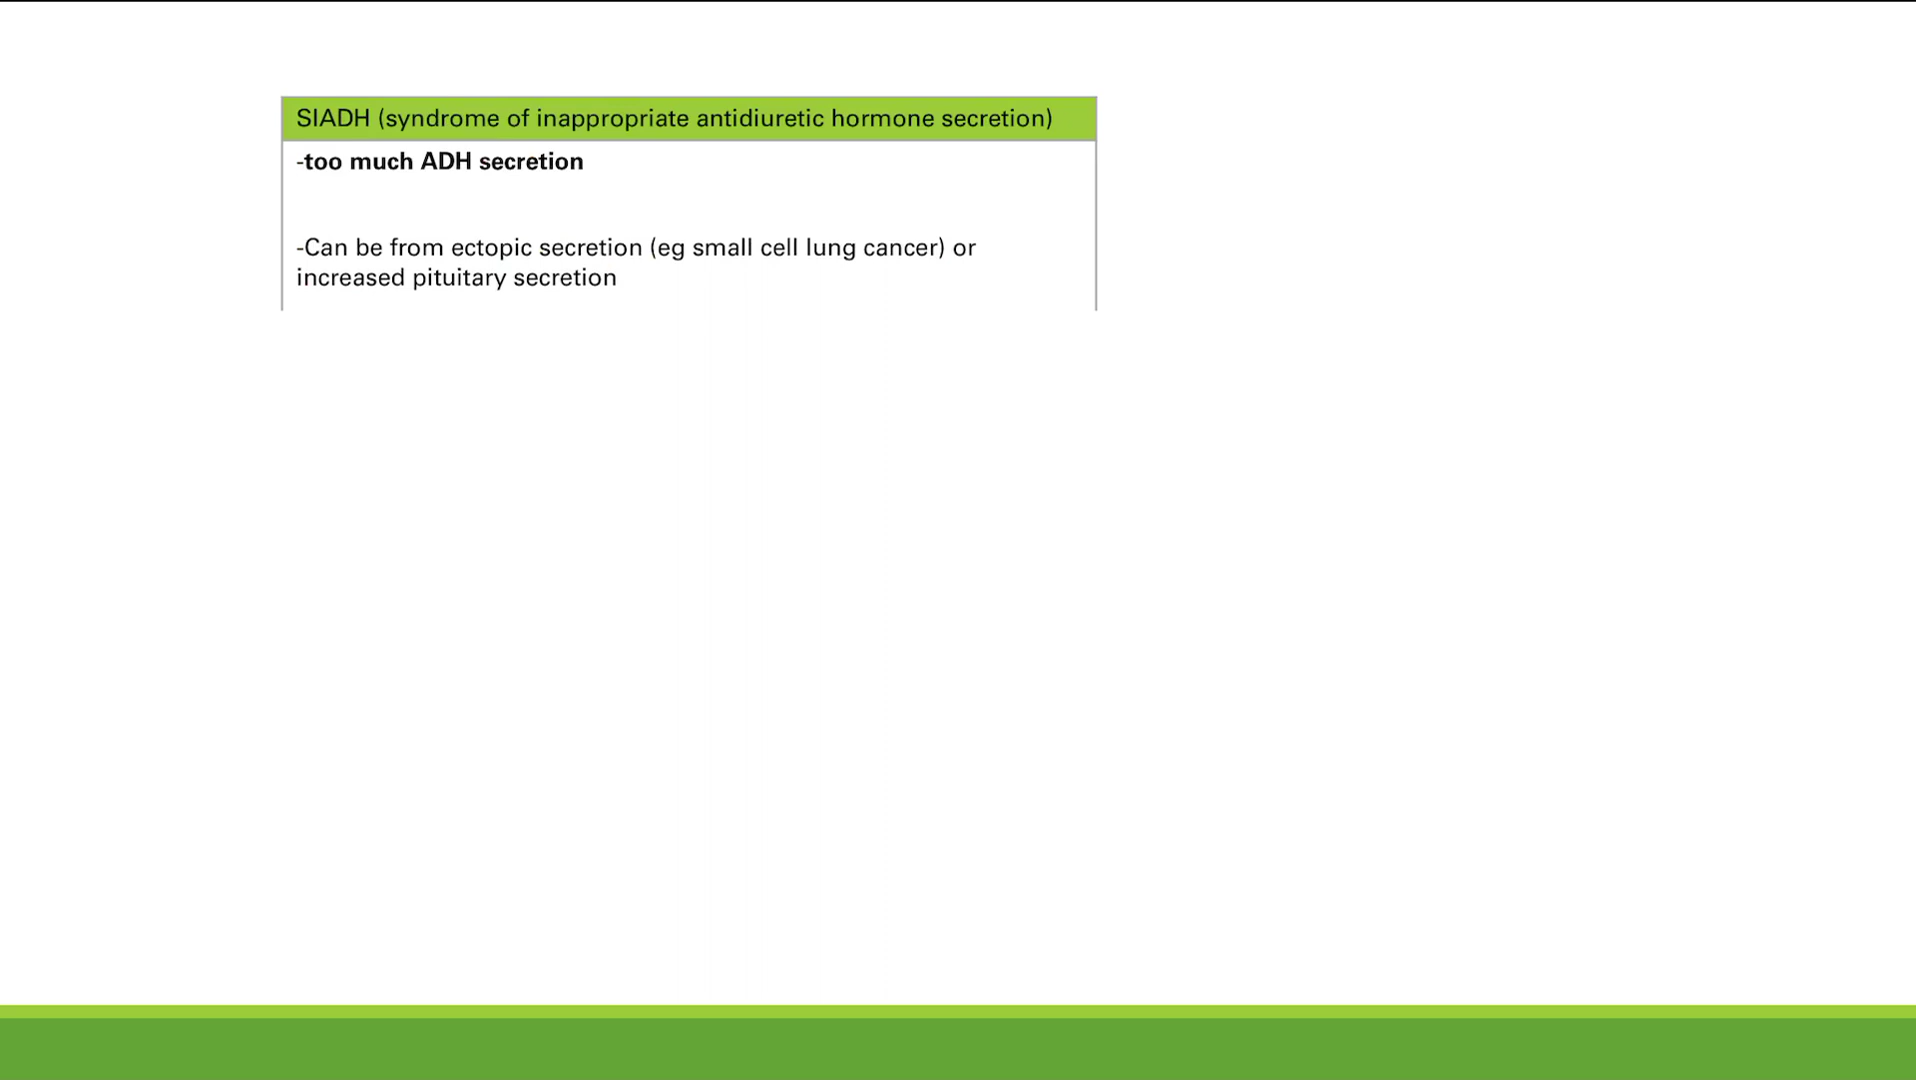 SIADH (syndrome of inappropriate antidiuretic hormone secretion)
-too much ADH secretion
-Can be from ectopic secretion (eg small cell lung cancer) or
increased pituitary secretion